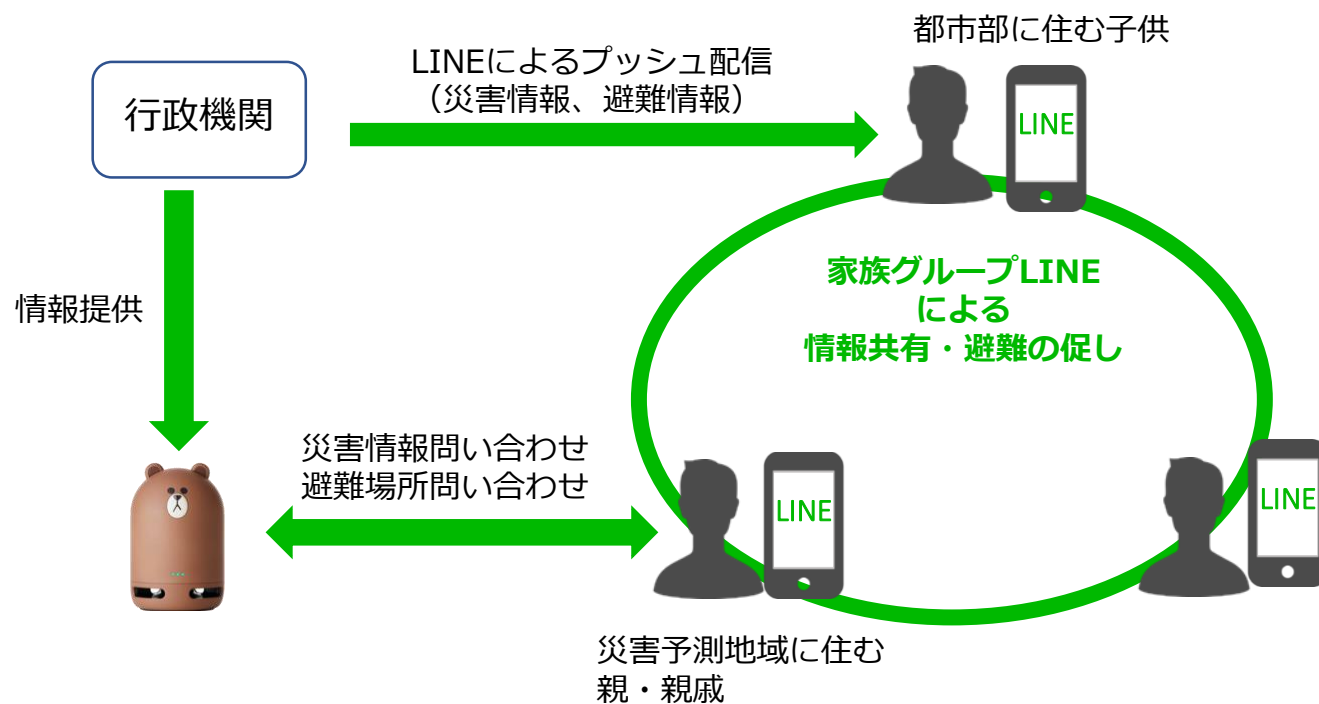 都市部に住む子供
LINEによるプッシュ配信
（災害情報、避難情報）
行政機関
LINE
家族グループLINE
による
情報共有・避難の促し
情報提供
災害情報問い合わせ
避難場所問い合わせ
LINE
LINE
災害予測地域に住む
親・親戚